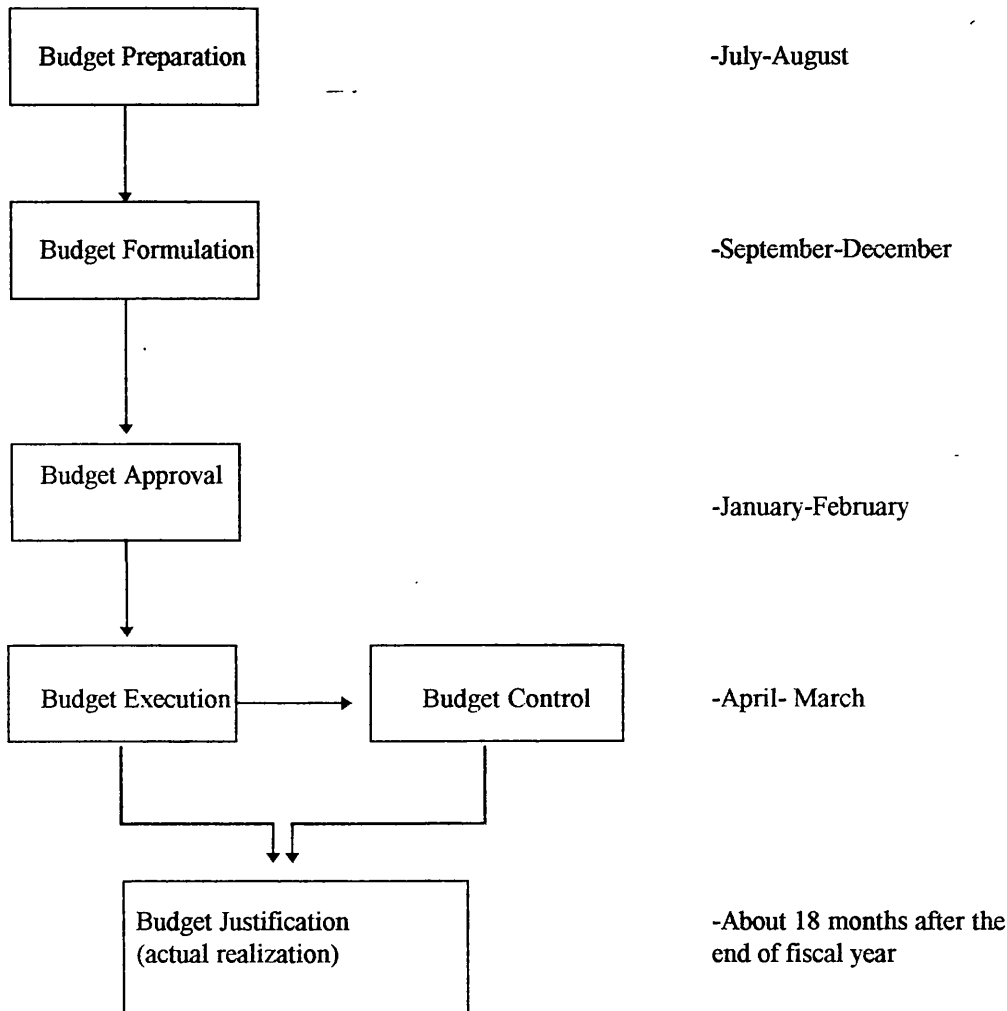 Budget Preparation
-July-August
Budget Formulation
-September-December
Budget Approval
-January-February
Budget Execution
Budget Control
-April- March
Budget Justification
(actual realization)
-About 18 months after the
end of fiscal year